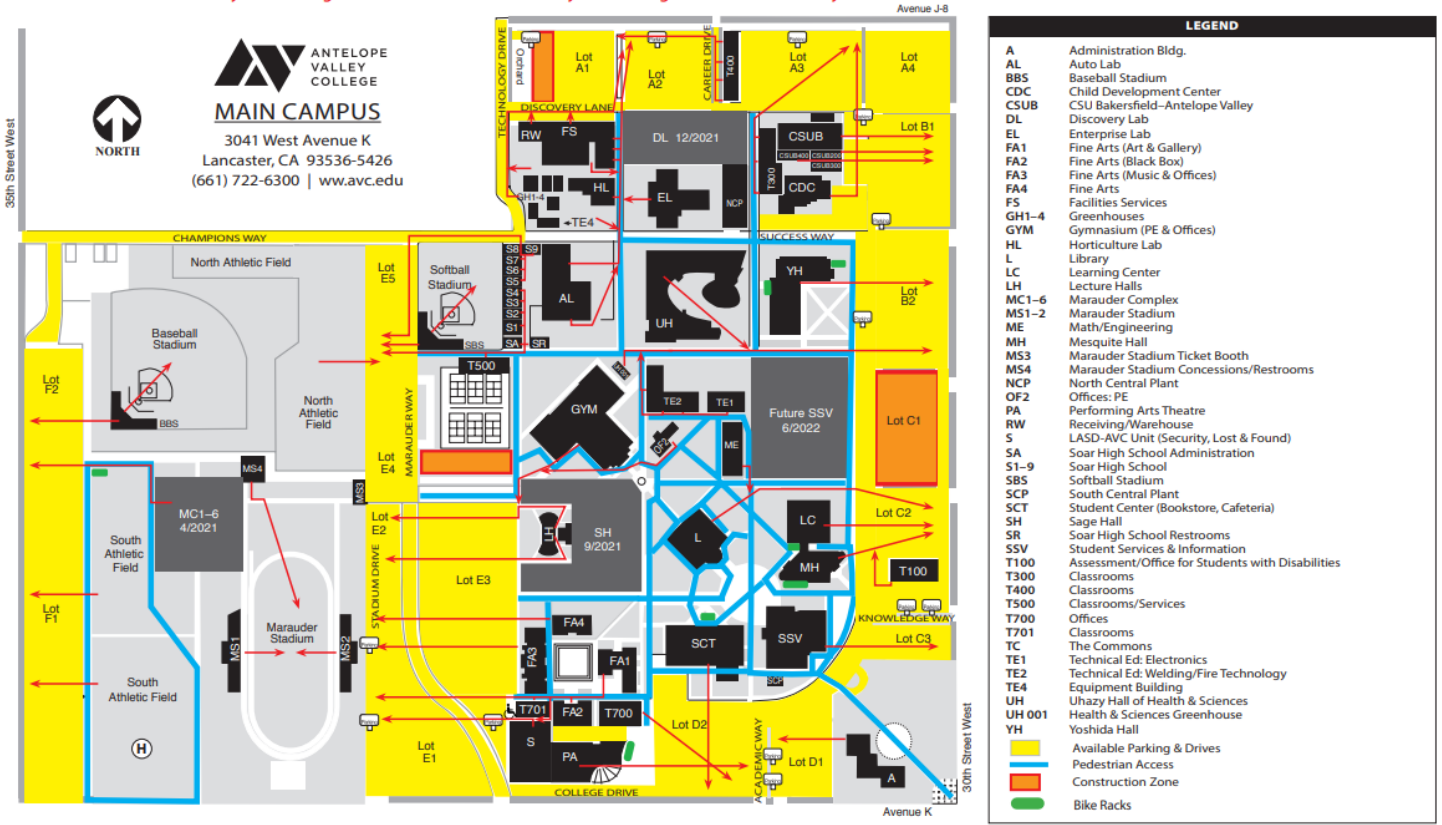 Avenue J-8
ANTELOPE
VALLEY
COLLEGE
MAIN CAMPUS
3041 West Avenue K
Lancaster, CA 93536-5426
(661) 722-6300 | ww.avc.edu
NORTH
35th Street West
TECHNOLOGY DRIVE
Orchard
Lot
A1
Lot
A2
CAREER DRIVE
T400
Lot
A3
Lot
A4
DISCOVERY LANE
RW
FS
DL 12/2021
CSUB
Lot B1
CSUB400
CSUB200
CSUB300
T300
CDC
HL
EL
NCP
GH1-4
TE4
CHAMPIONS WAY
SUCCESS WAY
North Athletic Field
Lot
E5
Softball
Stadium
S8
S9
S7
S6
S5
S4
S3
S2
S1
SA
SR
SBS
AL
UH
YH
Lot
B2
Baseball
Stadium
BBS
Lot
F2
North
Athletic
Field
MARAUDER WAY
T500
GYM
TE2
TE1
Future SSV
6/2022
Lot C1
OF2
ME
Lot
E4
MS4
MS3
MC1–6
4/2021
Lot
E2
LH
SH
9/2021
L
LC
Lot C2
MH
T100
South
Athletic
Field
STADIUM DRIVE
Lot E3
Lot
F1
Marauder
Stadium
MS1
MS2
FA4
FA3
FA1
SCT
SSV
SCP
KNOWLEDGE WAY
Lot C3
South
Athletic Field
T701
FA2
T700
Lot D2
H
Lot
E1
S
PA
ACADEMIC WAY
Lot D1
A
30th Street West
COLLEGE DRIVE
Avenue K
LEGEND
A Administration Bldg.
AL Auto Lab
BBS Baseball Stadium
CDC Child Development Center
CSUB CSU Bakersfield–Antelope Valley
DL Discovery Lab
EL Enterprise Lab
FA1 Fine Arts (Art & Gallery)
FA2 Fine Arts (Black Box)
FA3 Fine Arts (Music & Offices)
FA4 Fine Arts
FS Facilities Services
GH1–4 Greenhouses
GYM Gymnasium (PE & Offices)
HL Horticulture Lab
L Library
LC Learning Center
LH Lecture Halls
MC1–6 Marauder Complex
MS1–2 Marauder Stadium
ME Math/Engineering
MH Mesquite Hall
MS3 Marauder Stadium Ticket Booth
MS4 Marauder Stadium Concessions/Restrooms
NCP North Central Plant
OF2 Offices: PE
PA Performing Arts Theatre
RW Receiving/Warehouse
S LASD-AVC Unit (Security, Lost & Found)
SA Soar High School Administration
S1–9 Soar High School
SBS Softball Stadium
SCP South Central Plant
SCT Student Center (Bookstore, Cafeteria)
SH Sage Hall
SR Soar High School Restrooms
SSV Student Services & Information
T100 Assessment/Office for Students with Disabilities
T300 Classrooms
T400 Classrooms
T500 Classrooms/Services
T700 Offices
T701 Classrooms
TC The Commons
TE1 Technical Ed: Electronics
TE2 Technical Ed: Welding/Fire Technology
TE4 Equipment Building
UH Uhazy Hall of Health & Sciences
UH 001 Health & Sciences Greenhouse
YH Yoshida Hall
Available Parking & Drives
Pedestrian Access
Construction Zone
Bike Racks